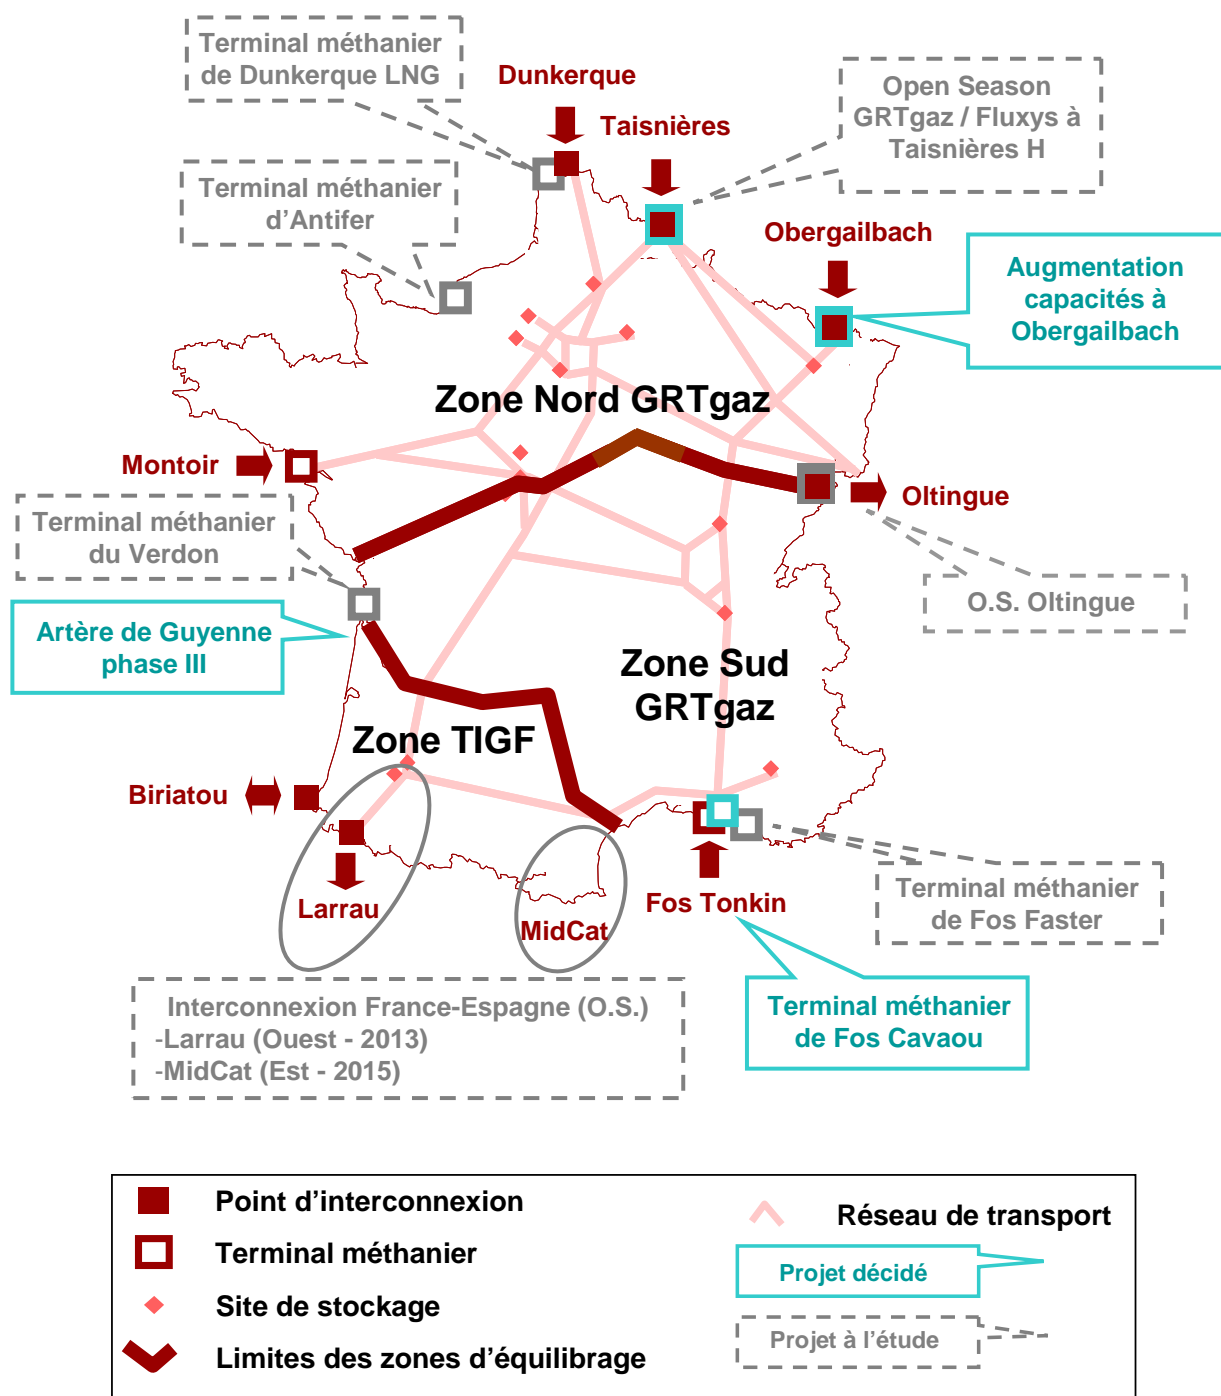 Terminal méthanier
de Dunkerque LNG
Dunkerque
Taisnières
Open Season
GRTgaz / Fluxys à
Taisnières H
Terminal méthanier
d’Antifer
Obergailbach
Augmentation
capacités à
Obergailbach
Zone Nord GRTgaz
Montoir
Oltingue
Terminal méthanier
du Verdon
O.S. Oltingue
Artère de Guyenne
phase III
Zone Sud
GRTgaz
Zone TIGF
Biriatou
Larrau
MidCat
Fos Tonkin
Terminal méthanier
de Fos Faster
Interconnexion France-Espagne (O.S.)
-Larrau (Ouest - 2013)
-MidCat (Est - 2015)
Terminal méthanier
de Fos Cavaou
Point d’interconnexion
Terminal méthanier
Site de stockage
Limites des zones d’équilibrage
Réseau de transport
Projet décidé
Projet à l’étude